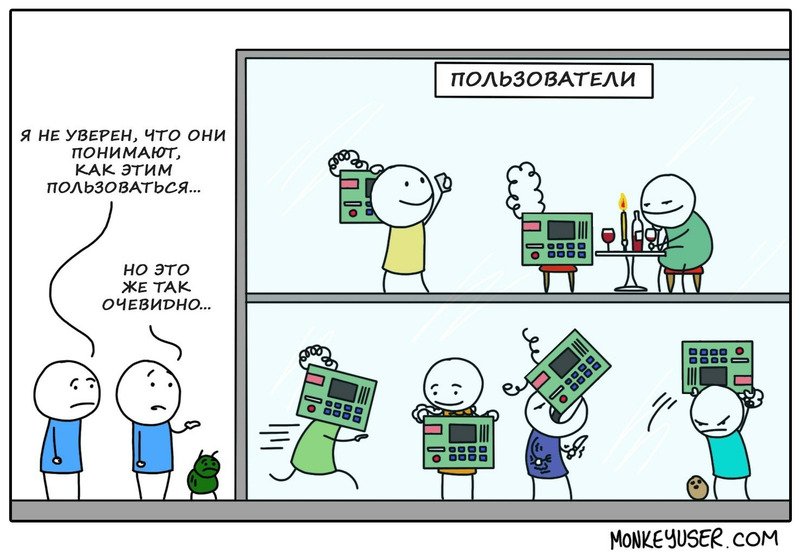 ПОЛЬЗОВАТЕЛИ
Я НЕ УВЕРЕН, ЧТО ОНИ
ПОНИМАЮТ,
КАК ЭТИМ
ПОЛЬЗОВАТЬСЯ...
НО ЭТО
ЖЕ ТАК
ОЧЕВИДНО...
MONKEYUSER.COM